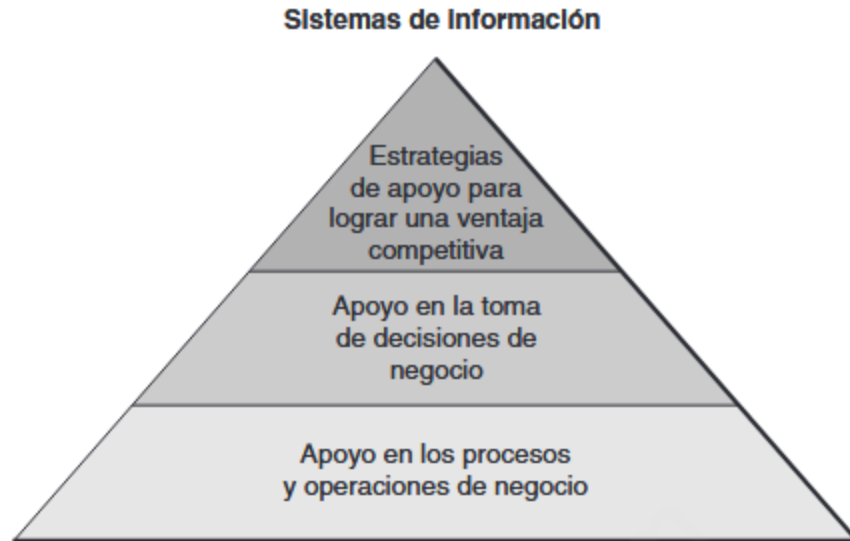 Sistemas de información
Estrategias
de apoyo para
lograr una ventaja
competitiva
Apoyo en la toma
de decisiones de
negocio
Apoyo en los procesos
y operaciones de negocio